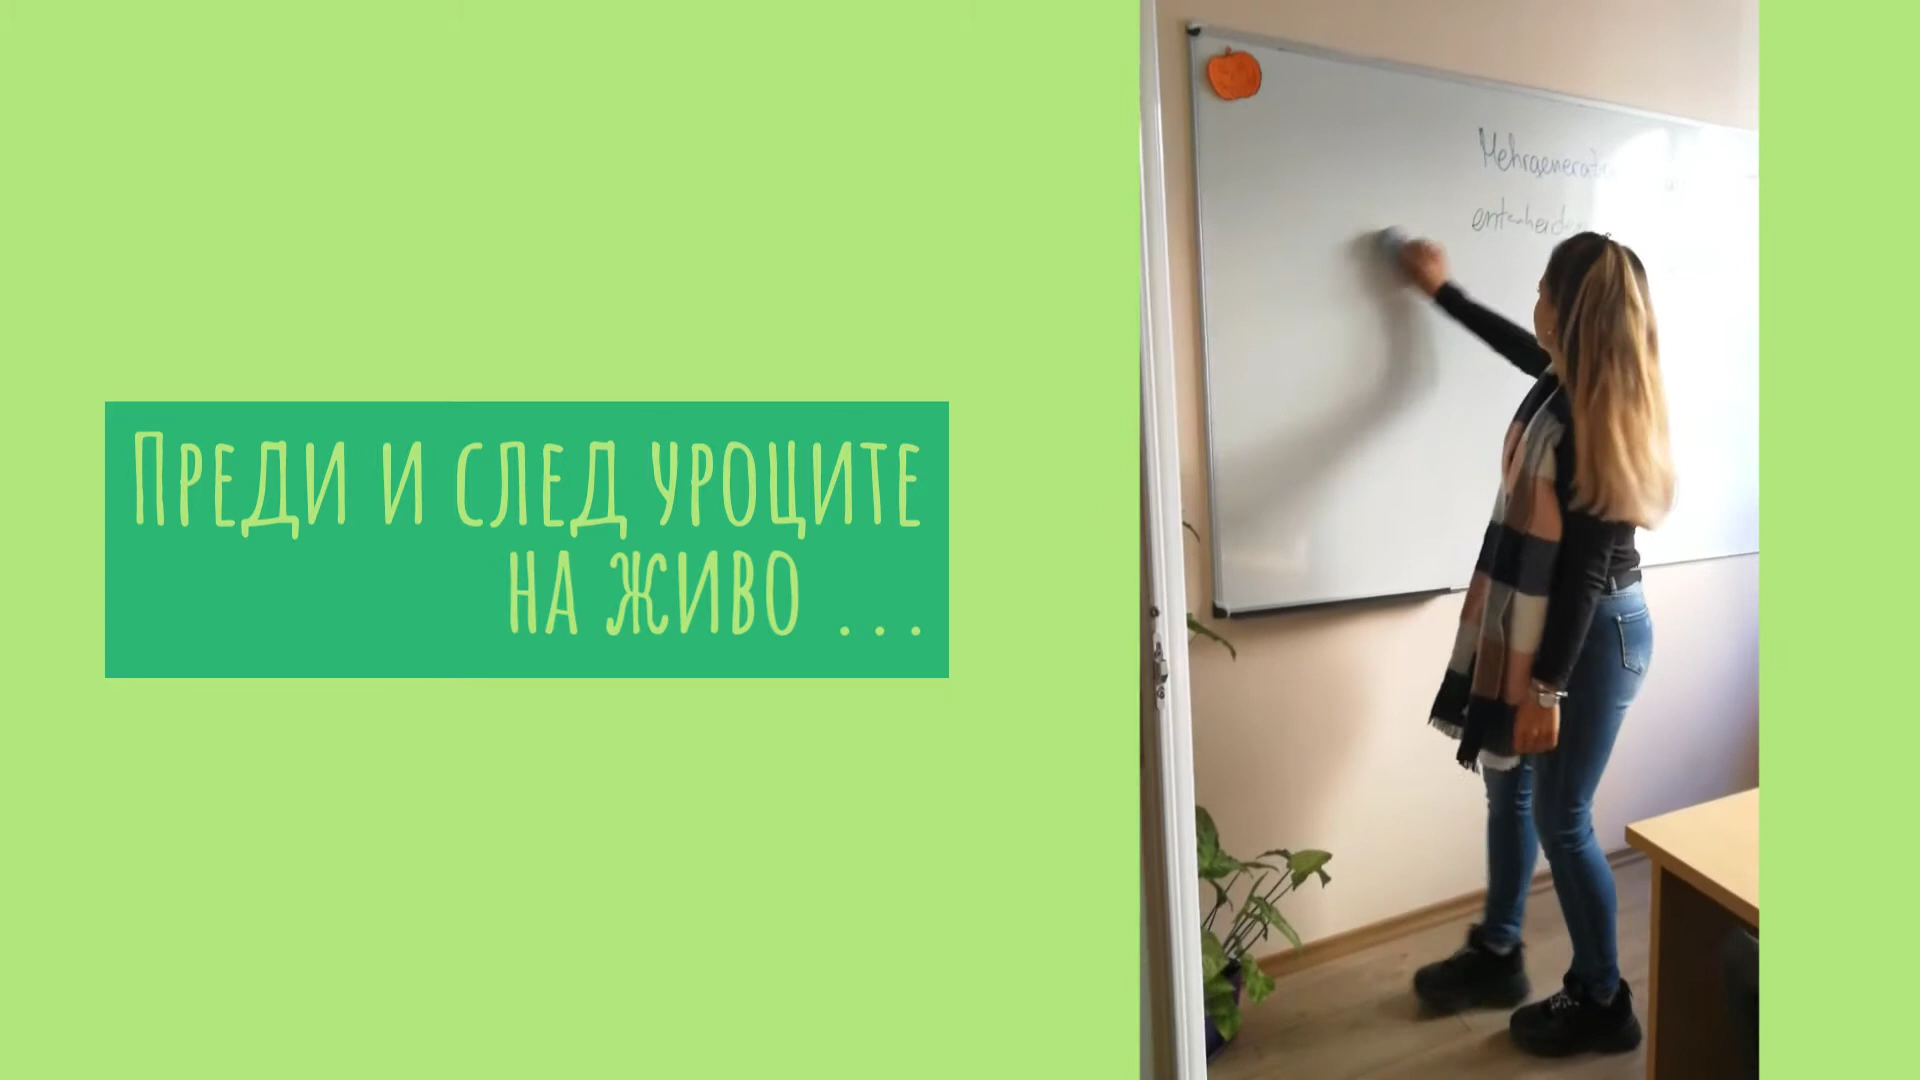 Преди и след уроците
на живо ...